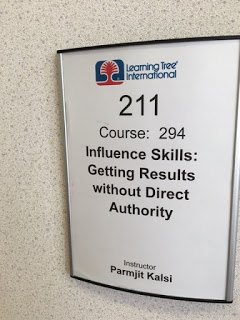 Learning Tree
International
211
Course: 294
Influence Skills:
Getting Results
without Direct
Authority
Instructor
Parmjit Kalsi